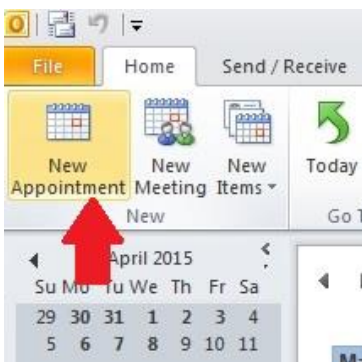 File Home Send / Receive
New Appointment New Meeting New Items Today
New Go T
April 2015
Su Mo Tu We Th Fr Sa
29 30 31 1 2 3 4
5 6 7 8 9 10 11